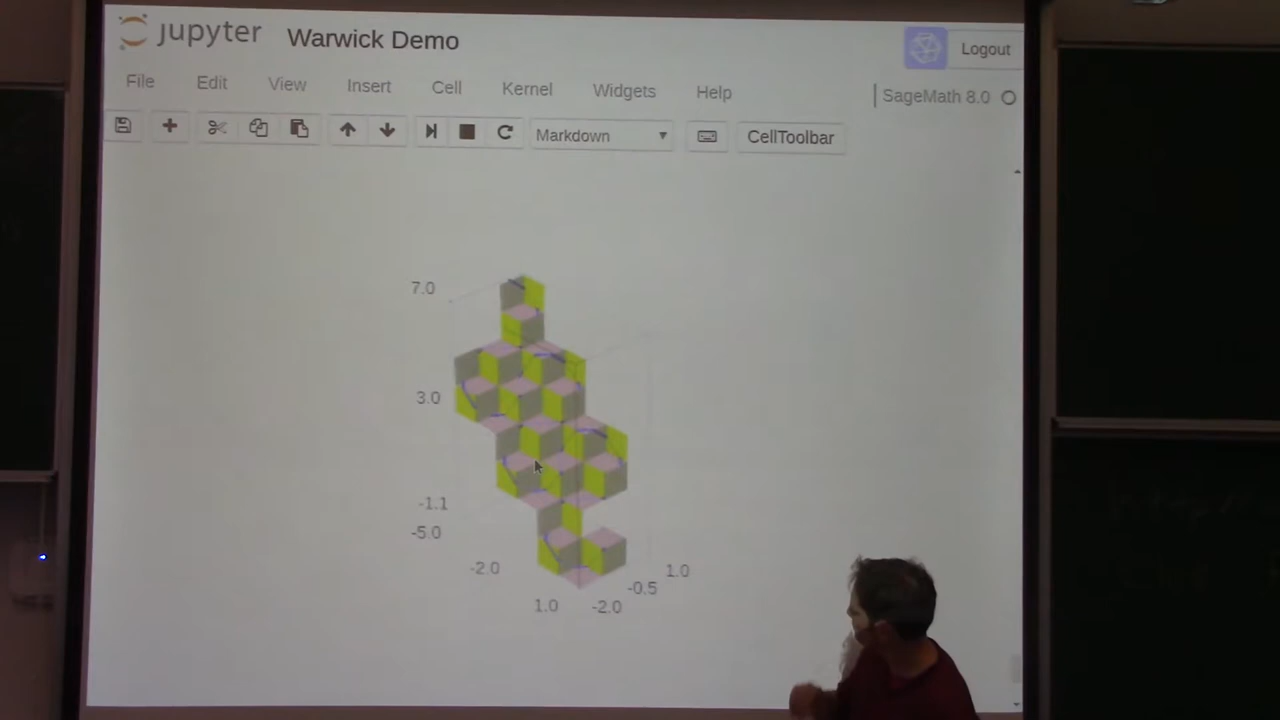 jupyter Warwick Demo
Logout
File Edit View Insert Cell Kernel Widgets Help
SageMath 8.0
Markdown
CellToolbar
7.0
3.0
-1.1
-5.0
-2.0
1.0
-0.5
1.0
-2.0